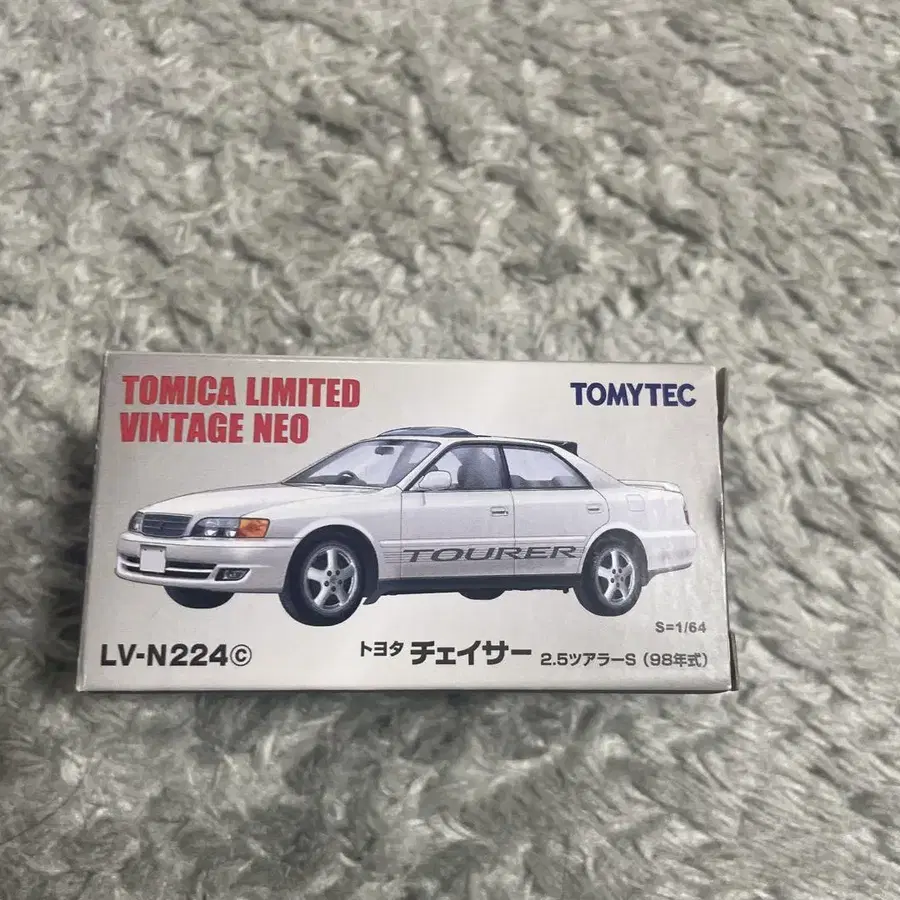 TOMICA LIMITED
VINTAGE NEO
TOMYTEC
TOURER
S=1/64
LV-N224ⓒ
トヨタ チェイサー 2.5ツアラーS (98年式)